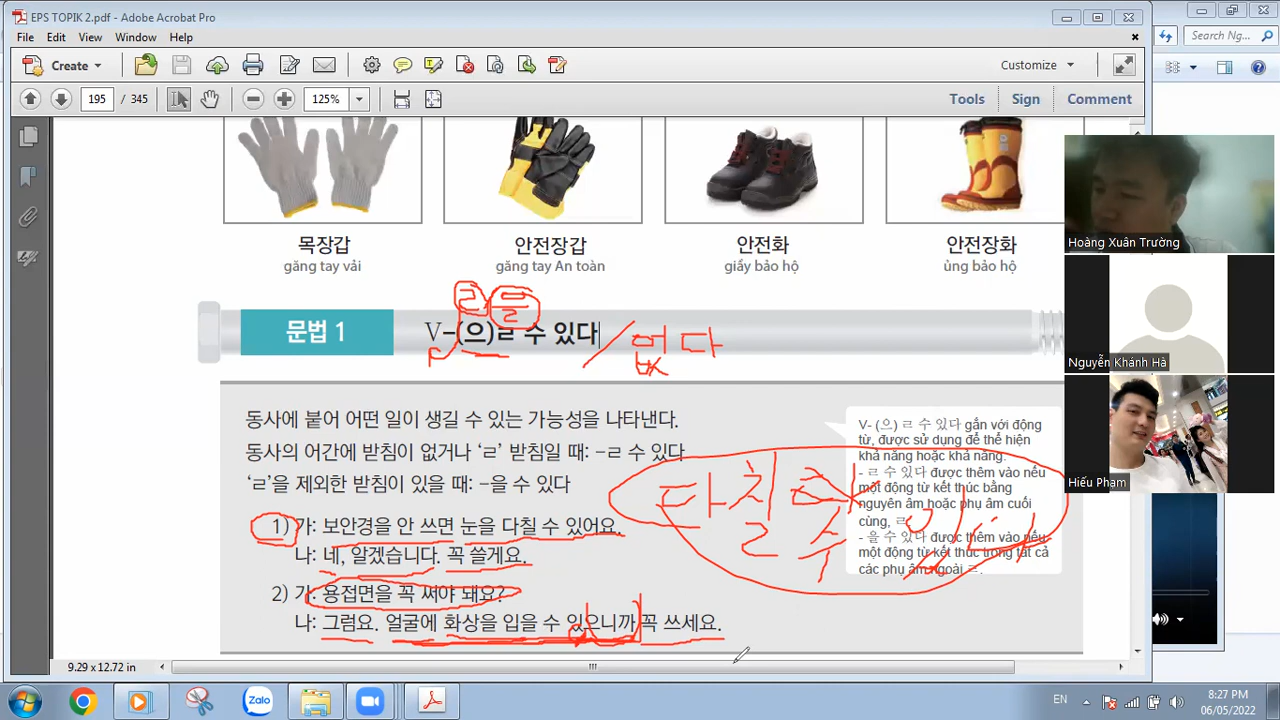 EPS TOPIK 2.pdf - Adobe Acrobat Pro
File Edit View Window Help
Create
Customize
195 / 345
125%
Tools Sign Comment
Search Ng...
목장갑 안전장갑 안전화 안전장화
găng tay vải găng tay An toàn giầy bảo hộ ủng bảo hộ
ㄹ 을
문법 1 V-(으)ㄹ 수 있다 / 없다
동사에 붙어 어떤 일이 생길 수 있는 가능성을 나타낸다.
동사의 어간에 받침이 없거나 ‘ㄹ’ 받침일 때: -ㄹ 수 있다
‘ㄹ’을 제외한 받침이 있을 때: -을 수 있다
1) 가: 보안경을 안 쓰면 눈을 다칠 수 있어요.
나: 네, 알겠습니다. 꼭 쓸게요.
2) 가: 용접면을 꼭 써야 돼요?
나: 그럼요. 얼굴에 화상을 입을 수 있으니까 꼭 쓰세요.
V- (으) ㄹ 수 있다 gắn với động
từ, được sử dụng để thể hiện
khả năng hoặc khả năng.
- ㄹ 수 있다 được thêm vào nếu
một động từ kết thúc bằng
nguyên âm hoặc phụ âm cuối
cùng, ㄹ
- 을 수 있다 được thêm vào nếu
một động từ kết thúc trong tất cả
các phụ âm ngoài ㄹ.
다칠
수 있다
Hoàng Xuân Trường
Nguyễn Khánh Hà
Hiếu Phạm
9.29 x 12.72 in
Zalo
EN
8:27 PM
06/05/2022